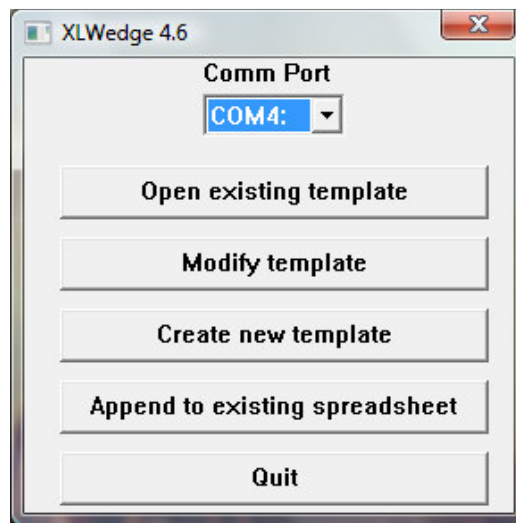 XLWedge 4.6
Comm Port
COM4:
Open existing template
Modify template
Create new template
Append to existing spreadsheet
Quit